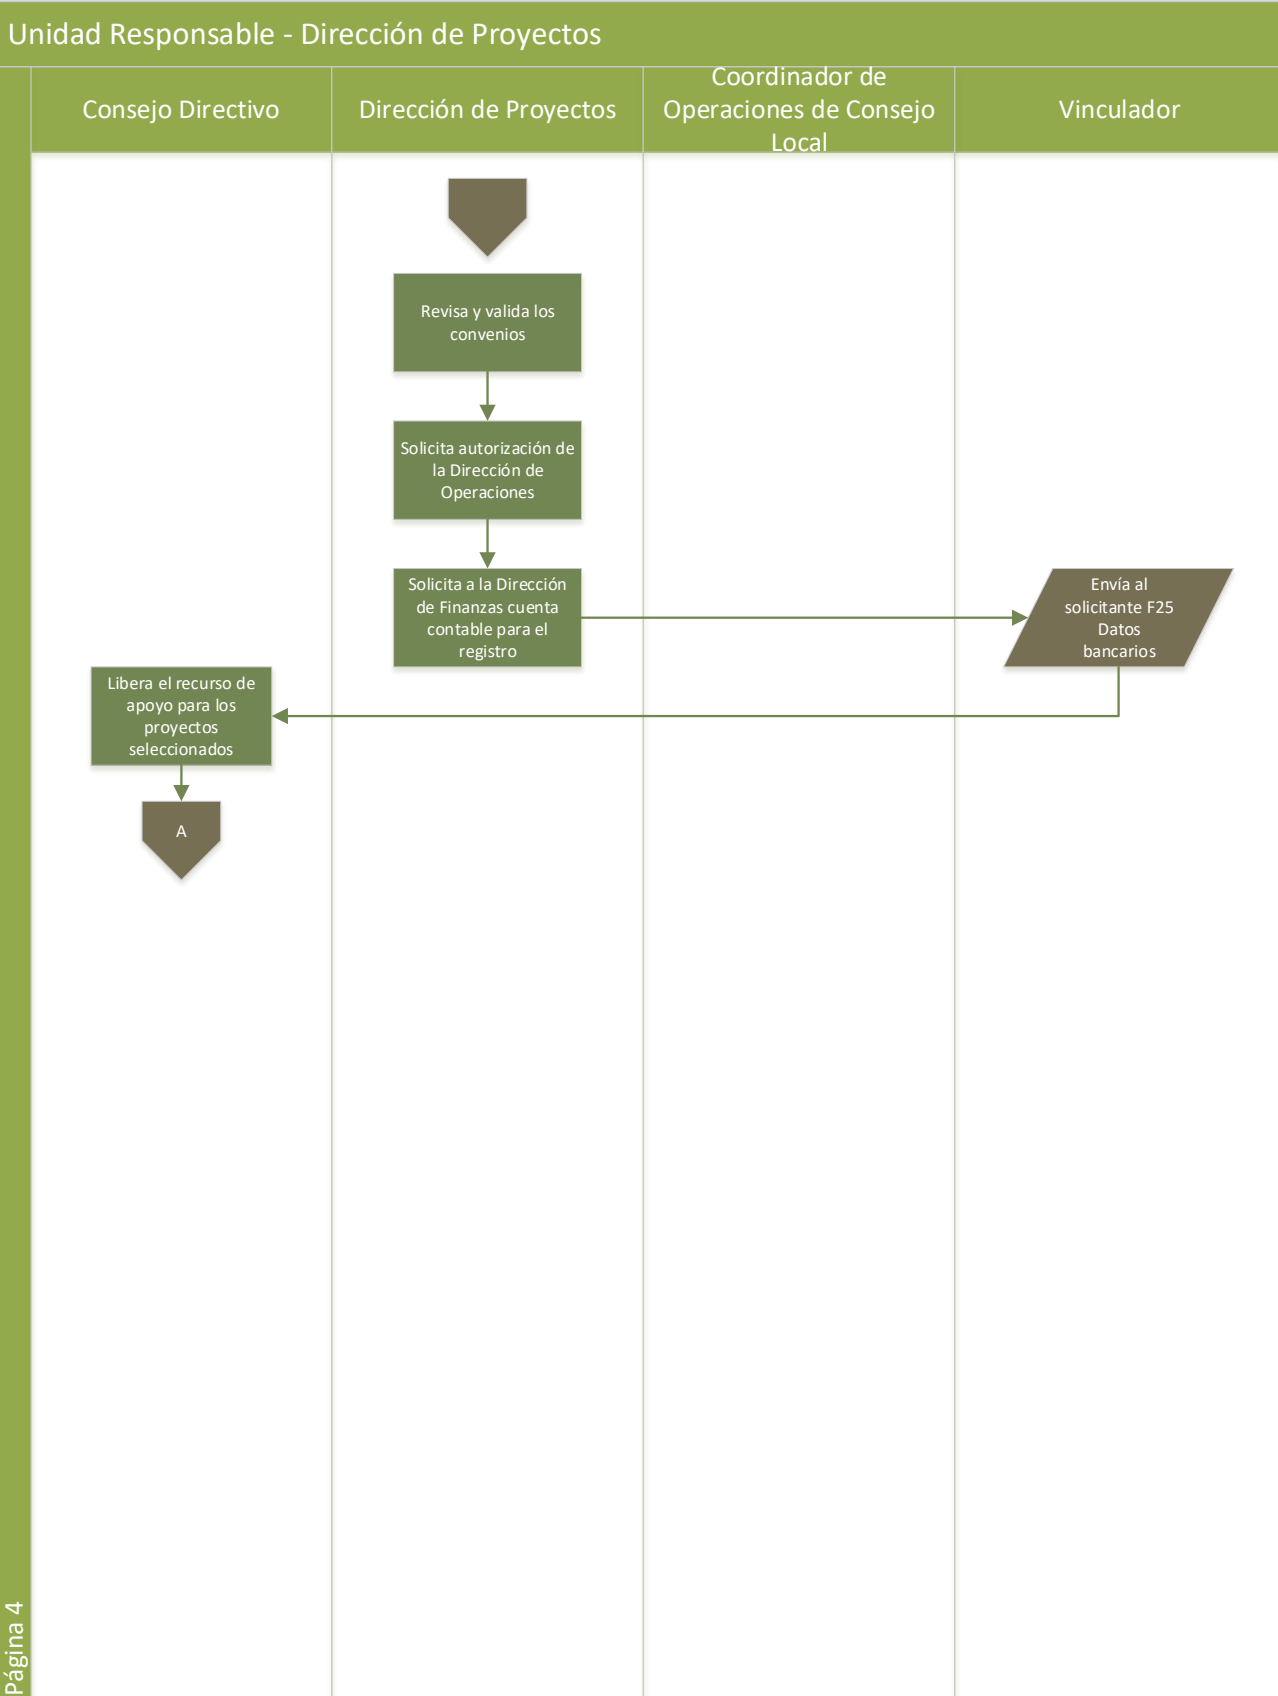 Unidad Responsable - Dirección de Proyectos
Consejo Directivo
Dirección de Proyectos
Coordinador de
Operaciones de Consejo
Local
Vinculador
Revisa y valida los
convenios
Solicita autorización de
la Dirección de
Operaciones
Solicita a la Dirección
de Finanzas cuenta
contable para el
registro
Envía al
solicitante F25
Datos
bancarios
Libera el recurso de
apoyo para los
proyectos
seleccionados
A
Página 4